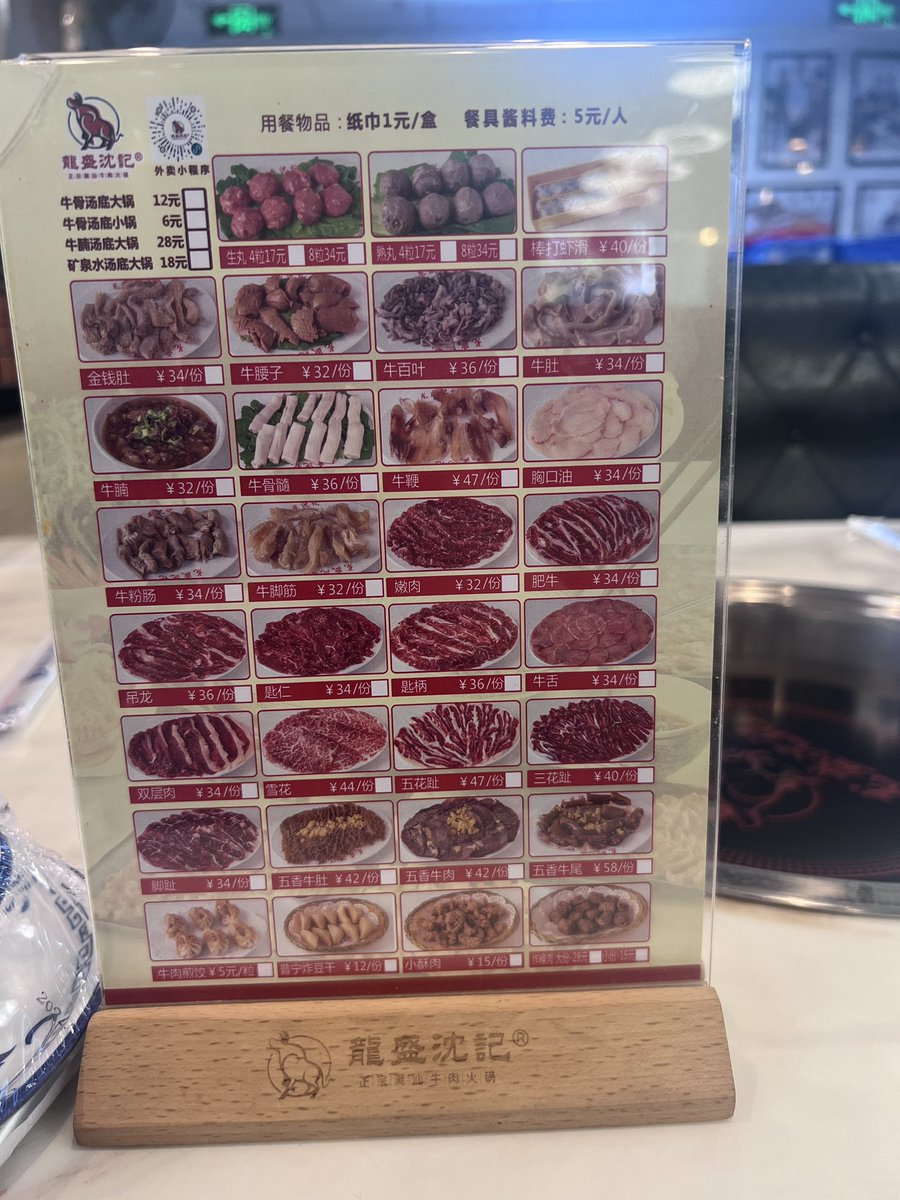 龍盛沈記®
正宗潮汕牛肉火锅
外卖小程序
用餐物品：纸巾1元/盒 餐具酱料费：5元/人
牛骨汤底大锅 12元
牛骨汤底小锅 6元
牛腩汤底大锅 28元
矿泉水汤底大锅 18元
生丸 4粒17元 8粒34元
熟丸 4粒17元 8粒34元
棒打虾滑 ￥40/份
金钱肚 ￥34/份
牛腰子 ￥32/份
牛百叶 ￥36/份
牛肚 ￥34/份
牛腩 ￥32/份
牛骨髓 ￥36/份
牛鞭 ￥47/份
胸口油 ￥34/份
牛粉肠 ￥34/份
牛脚筋 ￥32/份
嫩肉 ￥32/份
肥牛 ￥34/份
吊龙 ￥36/份
匙仁 ￥34/份
匙柄 ￥36/份
牛舌 ￥34/份
双层肉 ￥34/份
雪花 ￥44/份
五花趾 ￥47/份
三花趾 ￥40/份
脚趾 ￥34/份
五香牛肚 ￥42/份
五香牛肉 ￥42/份
五香牛尾 ￥58/份
牛肉煎饺 ￥5元/粒
普宁炸豆干 ￥12/份
小酥肉 ￥15/份
大份-28元 小份-15元
龍盛沈記®
正宗潮汕牛肉火锅
202